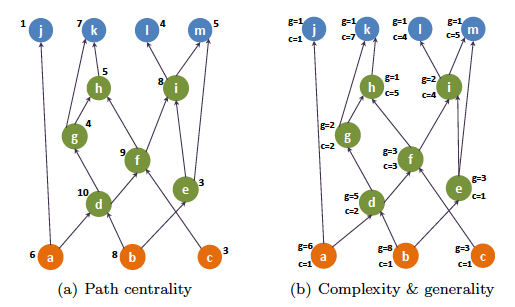 1 j 7 k l 4 m 5
h 5
8 i
g 4
9 f
e 3
10 d
6 a 8 b c 3
(a) Path centrality
g=1 c=1 j g=1 c=7 k g=1 c=4 l g=1 c=5 m
h g=1 c=5
g=2 c=4 i
g=2 c=2 g
g=3 c=3 f
e g=3 c=1
g=5 c=2 d
g=6 c=1 a g=8 c=1 b g=3 c=1 c
(b) Complexity & generality